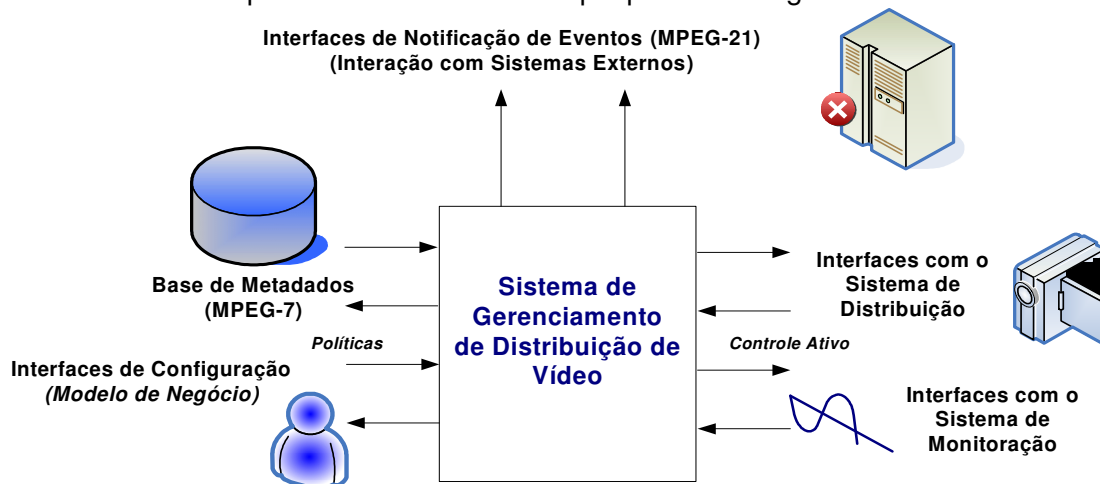 Interfaces de Notificação de Eventos (MPEG-21)
(Interação com Sistemas Externos)
Base de Metadados
(MPEG-7)
Políticas
Interfaces de Configuração
(Modelo de Negócio)
Sistema de
Gerenciamento
de Distribuição de
Vídeo
Interfaces com o
Sistema de
Distribuição
Controle Ativo
Interfaces com o
Sistema de
Monitoração